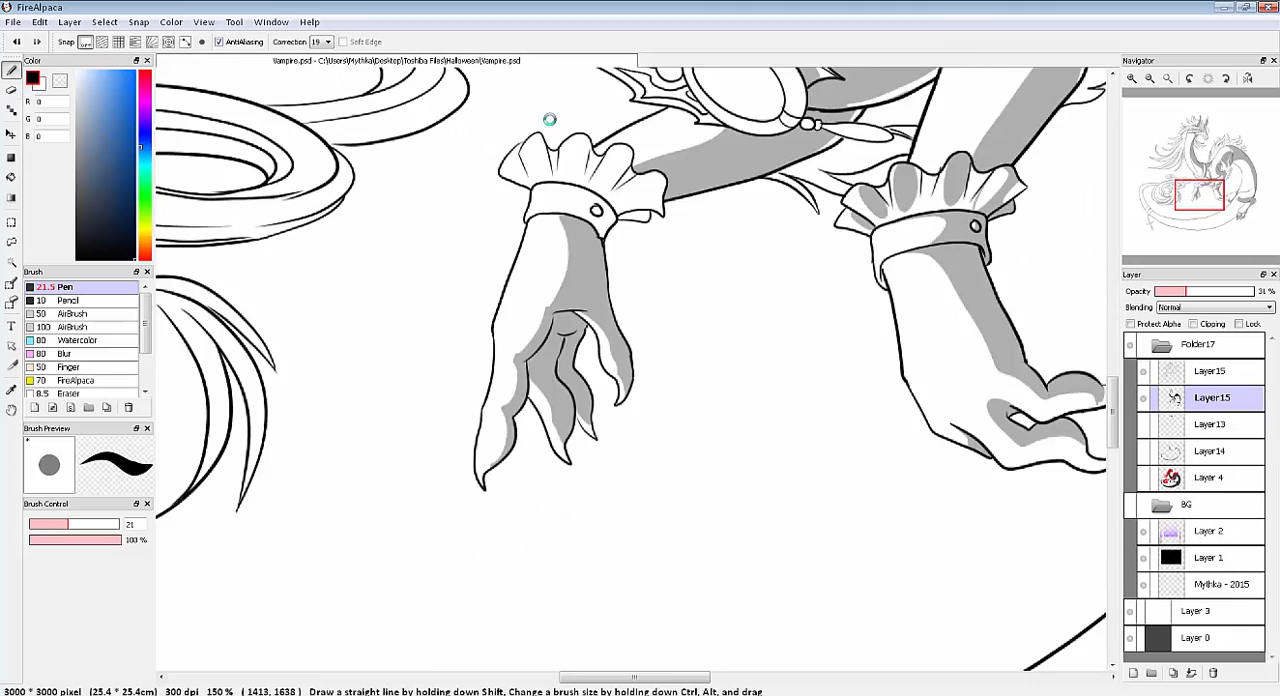 FireAlpaca
File Edit Layer Select Snap Color View Tool Window Help
Snap OFF AntiAliasing Correction 19 Soft Edge
Color
Vampire.psd - C:\Users\Mythka\Desktop\Toshiba Files\Halloween\Vampire.psd
Navigator
R 0
G 0
B 0
Brush
21.5 Pen
10 Pencil
50 AirBrush
100 AirBrush
80 Watercolor
80 Blur
50 Finger
70 FireAlpaca
8.5 Eraser
Brush Preview
Brush Control
21
100 %
Layer
Opacity 31 %
Blending Normal
Protect Alpha Clipping Lock
Folder17
Layer15
Layer15
Layer13
Layer14
Layer 4
BG
Layer 2
Layer 1
Mythka - 2015
Layer 3
Layer 0
3000 * 3000 pixel (25.4 * 25.4cm) 300 dpi 150 % ( 1413, 1638 ) Draw a straight line by holding down Shift, Change a brush size by holding down Ctrl, Alt, and drag